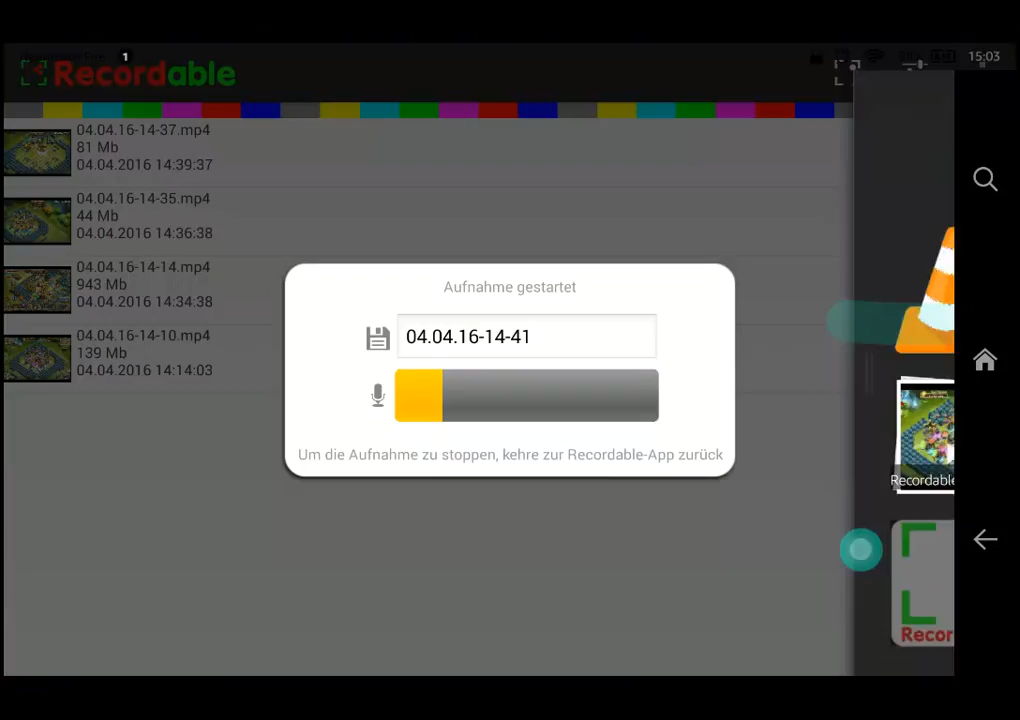 1
15:03
Recordable
04.04.16-14-37.mp4
81 Mb
04.04.2016 14:39:37
04.04.16-14-35.mp4
44 Mb
04.04.2016 14:36:38
04.04.16-14-14.mp4
943 Mb
04.04.2016 14:34:38
04.04.16-14-10.mp4
139 Mb
04.04.2016 14:14:03
Aufnahme gestartet
04.04.16-14-41
Um die Aufnahme zu stoppen, kehre zur Recordable-App zurück
Recordable
Recor